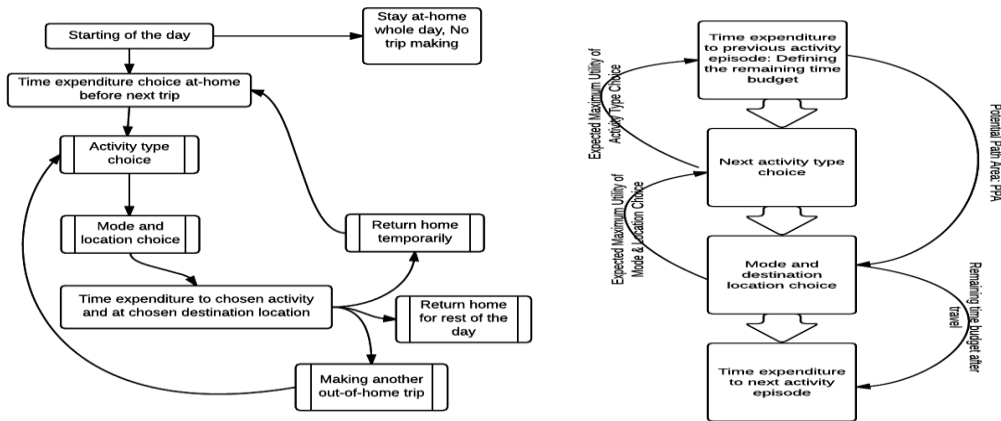 Starting of the day
Stay at-home
whole day, No
trip making
Time expenditure choice at-home
before next trip
Activity type
choice
Mode and
location choice
Return home
temporarily
Time expenditure to chosen activity
and at chosen destination location
Return home
for rest of the
day
Making another
out-of-home trip
Time expenditure
to previous activity
episode: Defining
the remaining time
budget
Expected Maximum Utility of
Activity Type Choice
Potential Path Area: PPA
Next activity type
choice
Expected Maximum Utility of
Mode & Location Choice
Mode and
destination
location choice
Remaining time budget after
travel
Time expenditure
to next activity
episode